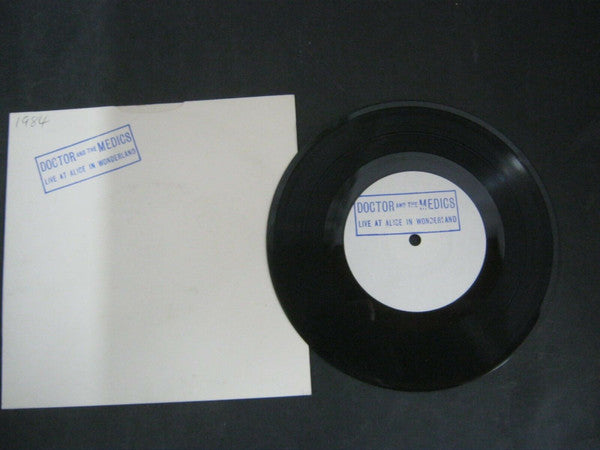 1984
DOCTOR AND THE MEDICS
LIVE AT ALICE IN WONDERLAND
DOCTOR AND THE MEDICS
LIVE AT ALICE IN WONDERLAND